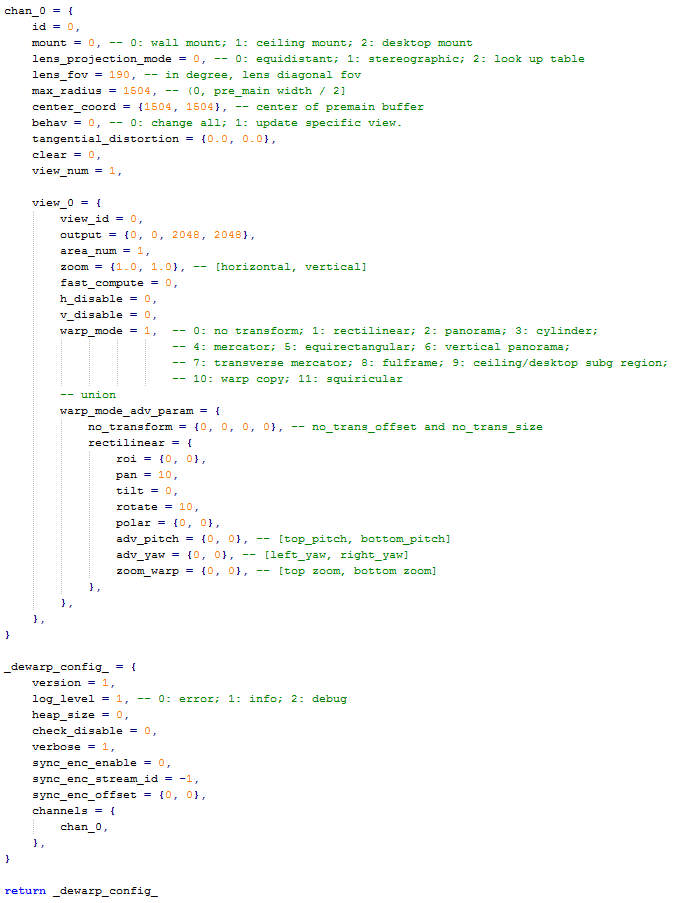 chan_0 = {
    id = 0,
    mount = 0, -- 0: wall mount; 1: ceiling mount; 2: desktop mount
    lens_projection_mode = 0, -- 0: equidistant; 1: stereographic; 2: look up table
    lens_fov = 190, -- in degree, lens diagonal fov
    max_radius = 1504, -- (0, pre_main width / 2]
    center_coord = {1504, 1504}, -- center of premain buffer
    behav = 0, -- 0: change all; 1: update specific view.
    tangential_distortion = {0.0, 0.0},
    clear = 0,
    view_num = 1,

    view_0 = {
        view_id = 0,
        output = {0, 0, 2048, 2048},
        area_num = 1,
        zoom = {1.0, 1.0}, -- [horizontal, vertical]
        fast_compute = 0,
        h_disable = 0,
        v_disable = 0,
        warp_mode = 1,  -- 0: no transform; 1: rectilinear; 2: panorama; 3: cylinder;
                        -- 4: mercator; 5: equirectangular; 6: vertical panorama;
                        -- 7: transverse mercator; 8: fulframe; 9: ceiling/desktop subg region;
                        -- 10: warp copy; 11: squiricular
        -- union
        warp_mode_adv_param = {
            no_transform = {0, 0, 0, 0}, -- no_trans_offset and no_trans_size
            rectilinear = {
                roi = {0, 0},
                pan = 10,
                tilt = 0,
                rotate = 10,
                polar = {0, 0},
                adv_pitch = {0, 0}, -- [top_pitch, bottom_pitch]
                adv_yaw = {0, 0}, -- [left_yaw, right_yaw]
                zoom_warp = {0, 0}, -- [top zoom, bottom zoom]
            },
        },
    },
}

_dewarp_config_ = {
    version = 1,
    log_level = 1, -- 0: error; 1: info; 2: debug
    heap_size = 0,
    check_disable = 0,
    verbose = 1,
    sync_enc_enable = 0,
    sync_enc_stream_id = -1,
    sync_enc_offset = {0, 0},
    channels = {
        chan_0,
    },
}

return _dewarp_config_